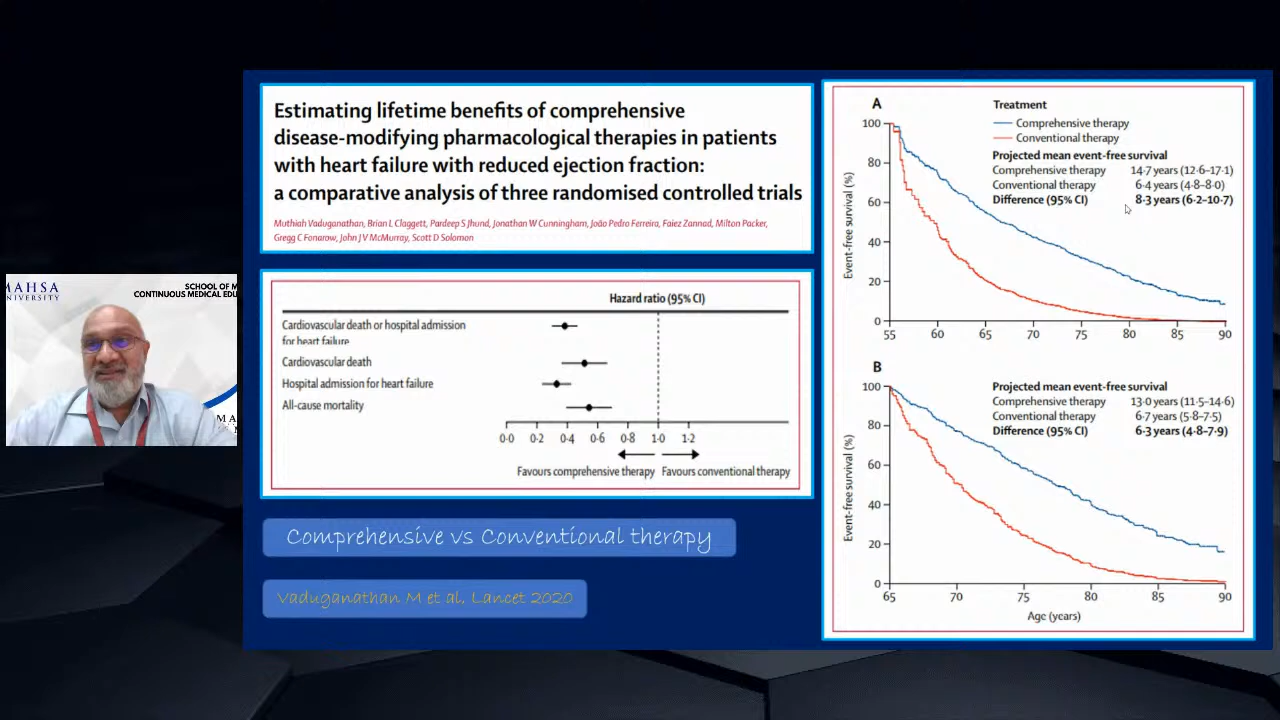 MAHSA
UNIVERSITY
SCHOOL OF M
CONTINUOUS MEDICAL EDU
MA
Estimating lifetime benefits of comprehensive
disease-modifying pharmacological therapies in patients
with heart failure with reduced ejection fraction:
a comparative analysis of three randomised controlled trials
Muthiah Vaduganathan, Brian L Claggett, Pardeep S Jhund, Jonathan W Cunningham, João Pedro Ferreira, Faiez Zannad, Milton Packer,
Gregg C Fonarow, John J V McMurray, Scott D Solomon
Hazard ratio (95% CI)
Cardiovascular death or hospital admission
for heart failure
Cardiovascular death
Hospital admission for heart failure
All-cause mortality
0·0 0·2 0·4 0·6 0·8 1·0 1·2
Favours comprehensive therapy Favours conventional therapy
Comprehensive vs Conventional therapy
Vaduganathan M et al. Lancet 2020
A
Treatment
Comprehensive therapy
Conventional therapy
Projected mean event-free survival
Comprehensive therapy 14·7 years (12·6–17·1)
Conventional therapy 6·4 years (4·8–8·0)
Difference (95% CI) 8·3 years (6·2–10·7)
Event-free survival (%)
100
80
60
40
20
0
55 60 65 70 75 80 85 90
B
Projected mean event-free survival
Comprehensive therapy 13·0 years (11·5–14·6)
Conventional therapy 6·7 years (5·8–7·5)
Difference (95% CI) 6·3 years (4·8–7·9)
Event-free survival (%)
100
80
60
40
20
0
65 70 75 80 85 90
Age (years)